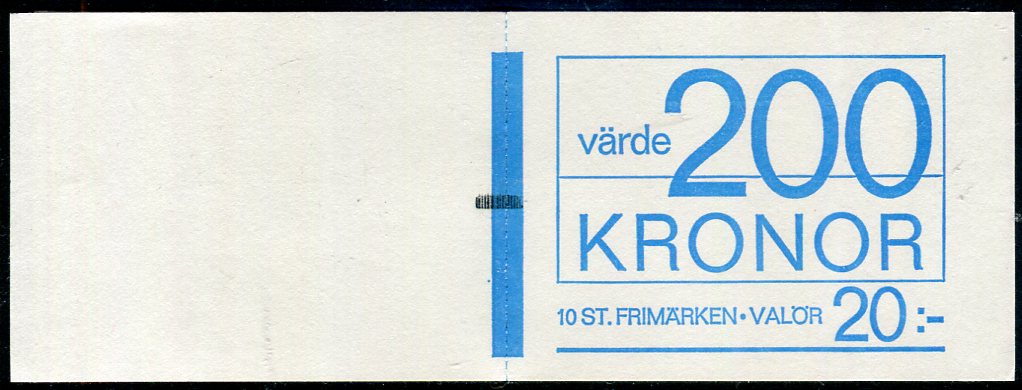 värde 200
KRONOR
10 ST. FRIMÄRKEN • VALÖR 20:-